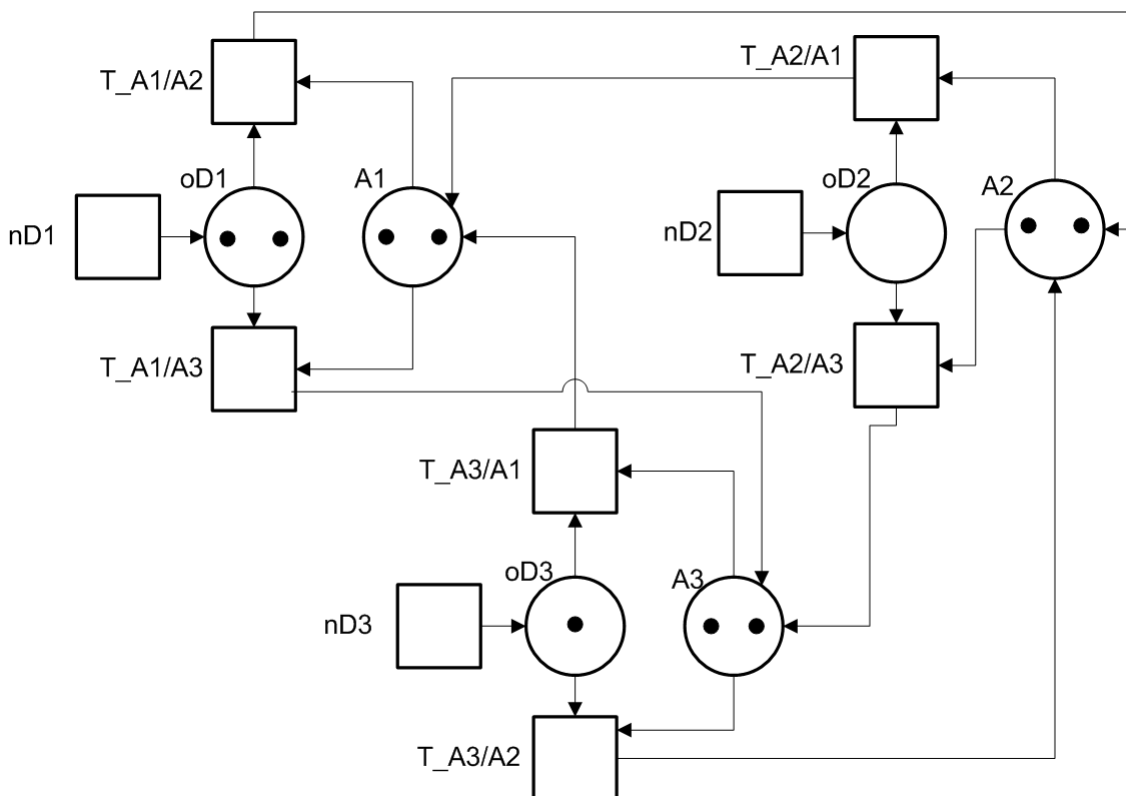 T_A1/A2
T_A2/A1
oD1
A1
oD2
A2
nD1
nD2
T_A1/A3
T_A2/A3
T_A3/A1
oD3
A3
nD3
T_A3/A2